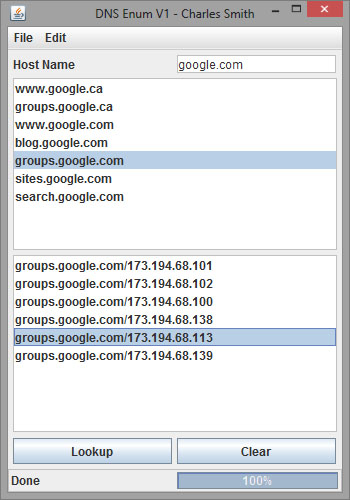 DNS Enum V1 - Charles Smith
File Edit
Host Name google.com
www.google.ca
groups.google.ca
www.google.com
blog.google.com
groups.google.com
sites.google.com
search.google.com
groups.google.com/173.194.68.101
groups.google.com/173.194.68.102
groups.google.com/173.194.68.100
groups.google.com/173.194.68.138
groups.google.com/173.194.68.113
groups.google.com/173.194.68.139
Lookup Clear
Done 100%